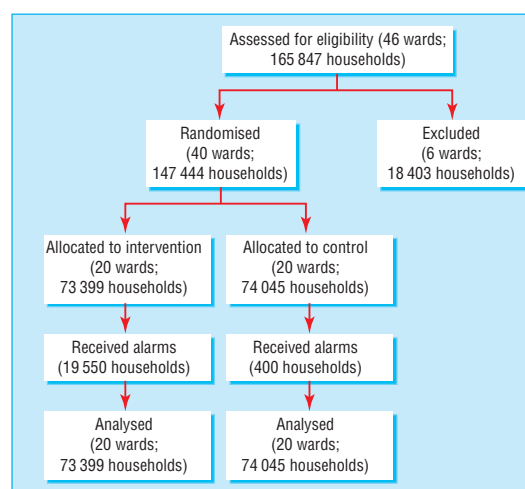 Assessed for eligibility (46 wards;
165 847 households)
Randomised
(40 wards;
147 444 households)
Excluded
(6 wards;
18 403 households)
Allocated to intervention
(20 wards;
73 399 households)
Allocated to control
(20 wards;
74 045 households)
Received alarms
(19 550 households)
Received alarms
(400 households)
Analysed
(20 wards;
73 399 households)
Analysed
(20 wards;
74 045 households)